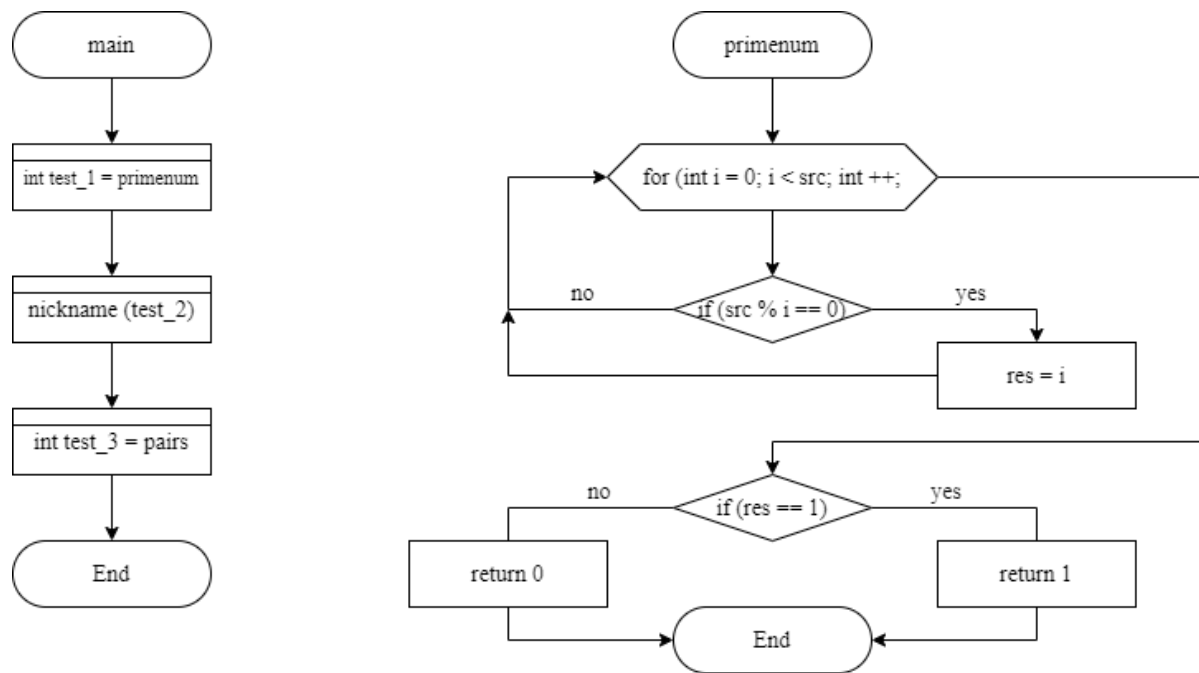 main
int test_1 = primenum
nickname (test_2)
int test_3 = pairs
End
primenum
for (int i = 0; i < src; int ++;
if (src % i == 0)
no
yes
res = i
if (res == 1)
no
yes
return 0
return 1
End